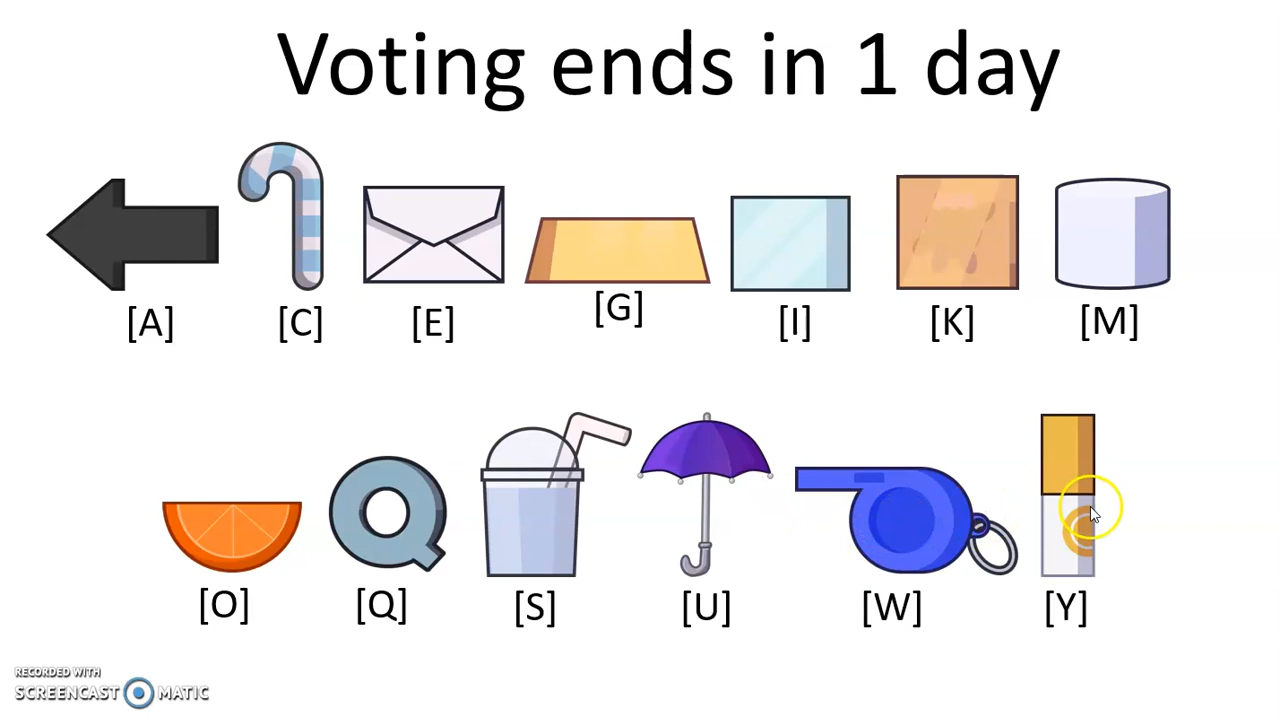 Voting ends in 1 day
[A] [C] [E] [G] [I] [K] [M]
[O] [Q] [S] [U] [W] [Y]
RECORDED WITH
SCREENCAST MATIC